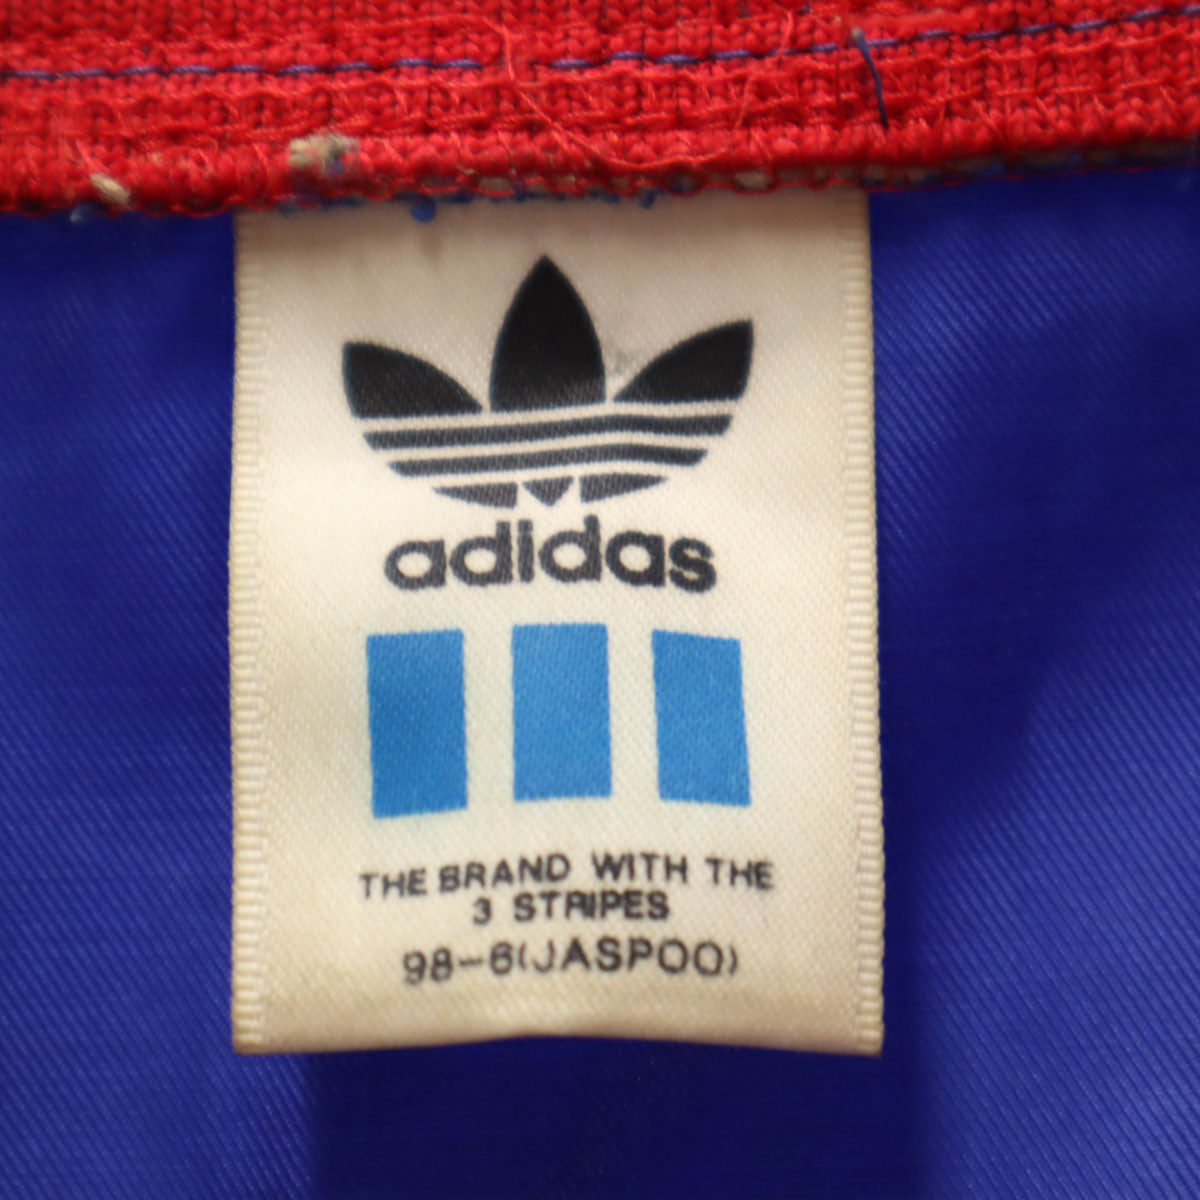 adidas
THE BRAND WITH THE
3 STRIPES
98-6(JASPOO)